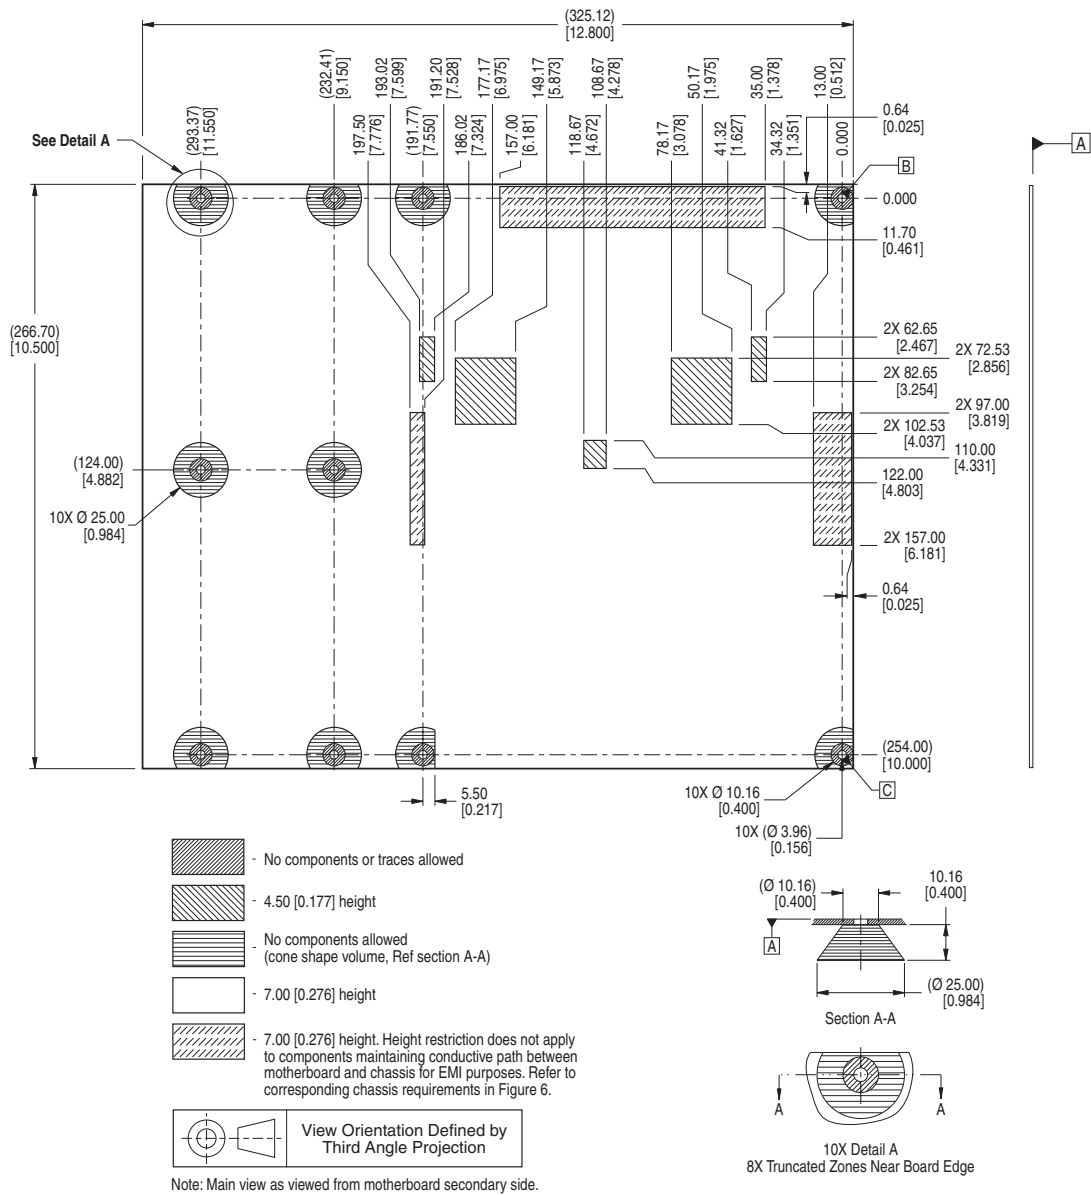 (325.12)
[12.800]
(293.37)
[11.550]
(232.41)
[9.150]
197.50
[7.776]
193.02
[7.599]
(191.77)
[7.550]
191.20
[7.528]
186.02
[7.324]
177.17
[6.975]
157.00
[6.181]
149.17
[5.873]
118.67
[4.672]
108.67
[4.278]
78.17
[3.078]
50.17
[1.975]
41.32
[1.627]
35.00
[1.378]
34.32
[1.351]
13.00
[0.512]
0.000
0.64
[0.025]
See Detail A
A
B
0.000
11.70
[0.461]
(266.70)
[10.500]
2X 62.65
[2.467]
2X 72.53
[2.856]
2X 82.65
[3.254]
2X 97.00
[3.819]
2X 102.53
[4.037]
110.00
[4.331]
(124.00)
[4.882]
122.00
[4.803]
10X Ø 25.00
[0.984]
2X 157.00
[6.181]
0.64
[0.025]
(254.00)
[10.000]
C
5.50
[0.217]
10X Ø 10.16
[0.400]
10X (Ø 3.96)
[0.156]
- No components or traces allowed
- 4.50 [0.177] height
- No components allowed
(cone shape volume, Ref section A-A)
- 7.00 [0.276] height
- 7.00 [0.276] height. Height restriction does not apply
to components maintaining conductive path between
motherboard and chassis for EMI purposes. Refer to
corresponding chassis requirements in Figure 6.
View Orientation Defined by
Third Angle Projection
Note: Main view as viewed from motherboard secondary side.
(Ø 10.16)
[0.400]
10.16
[0.400]
A
(Ø 25.00)
[0.984]
Section A-A
A
A
10X Detail A
8X Truncated Zones Near Board Edge